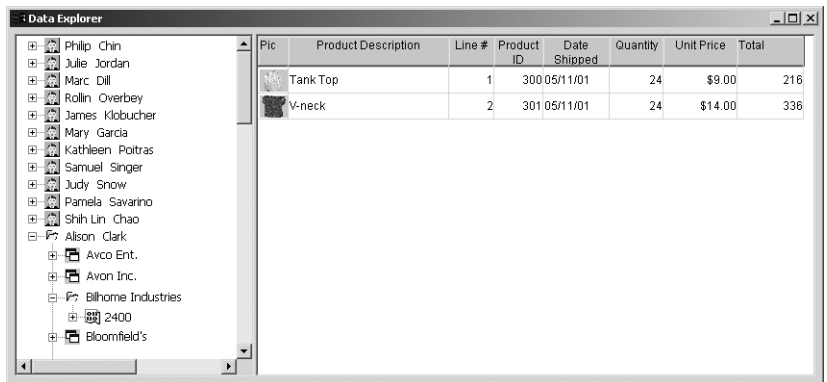 Data Explorer
Philip Chin
Julie Jordan
Marc Dill
Rollin Overbey
James Klobucher
Mary Garcia
Kathleen Poitras
Samuel Singer
Judy Snow
Pamela Savarino
Shih Lin Chao
Alison Clark
Avco Ent.
Avon Inc.
Bilhome Industries
2400
Bloomfield's
Pic Product Description Line # Product ID Date Shipped Quantity Unit Price Total
Tank Top 1 300 05/11/01 24 $9.00 216
V-neck 2 301 05/11/01 24 $14.00 336